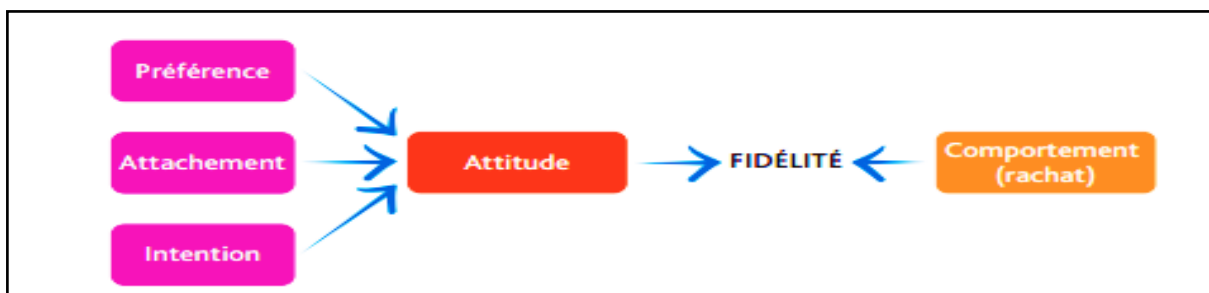 Préférence
Attachement
Intention
Attitude
FIDÉLITÉ
Comportement
(rachat)